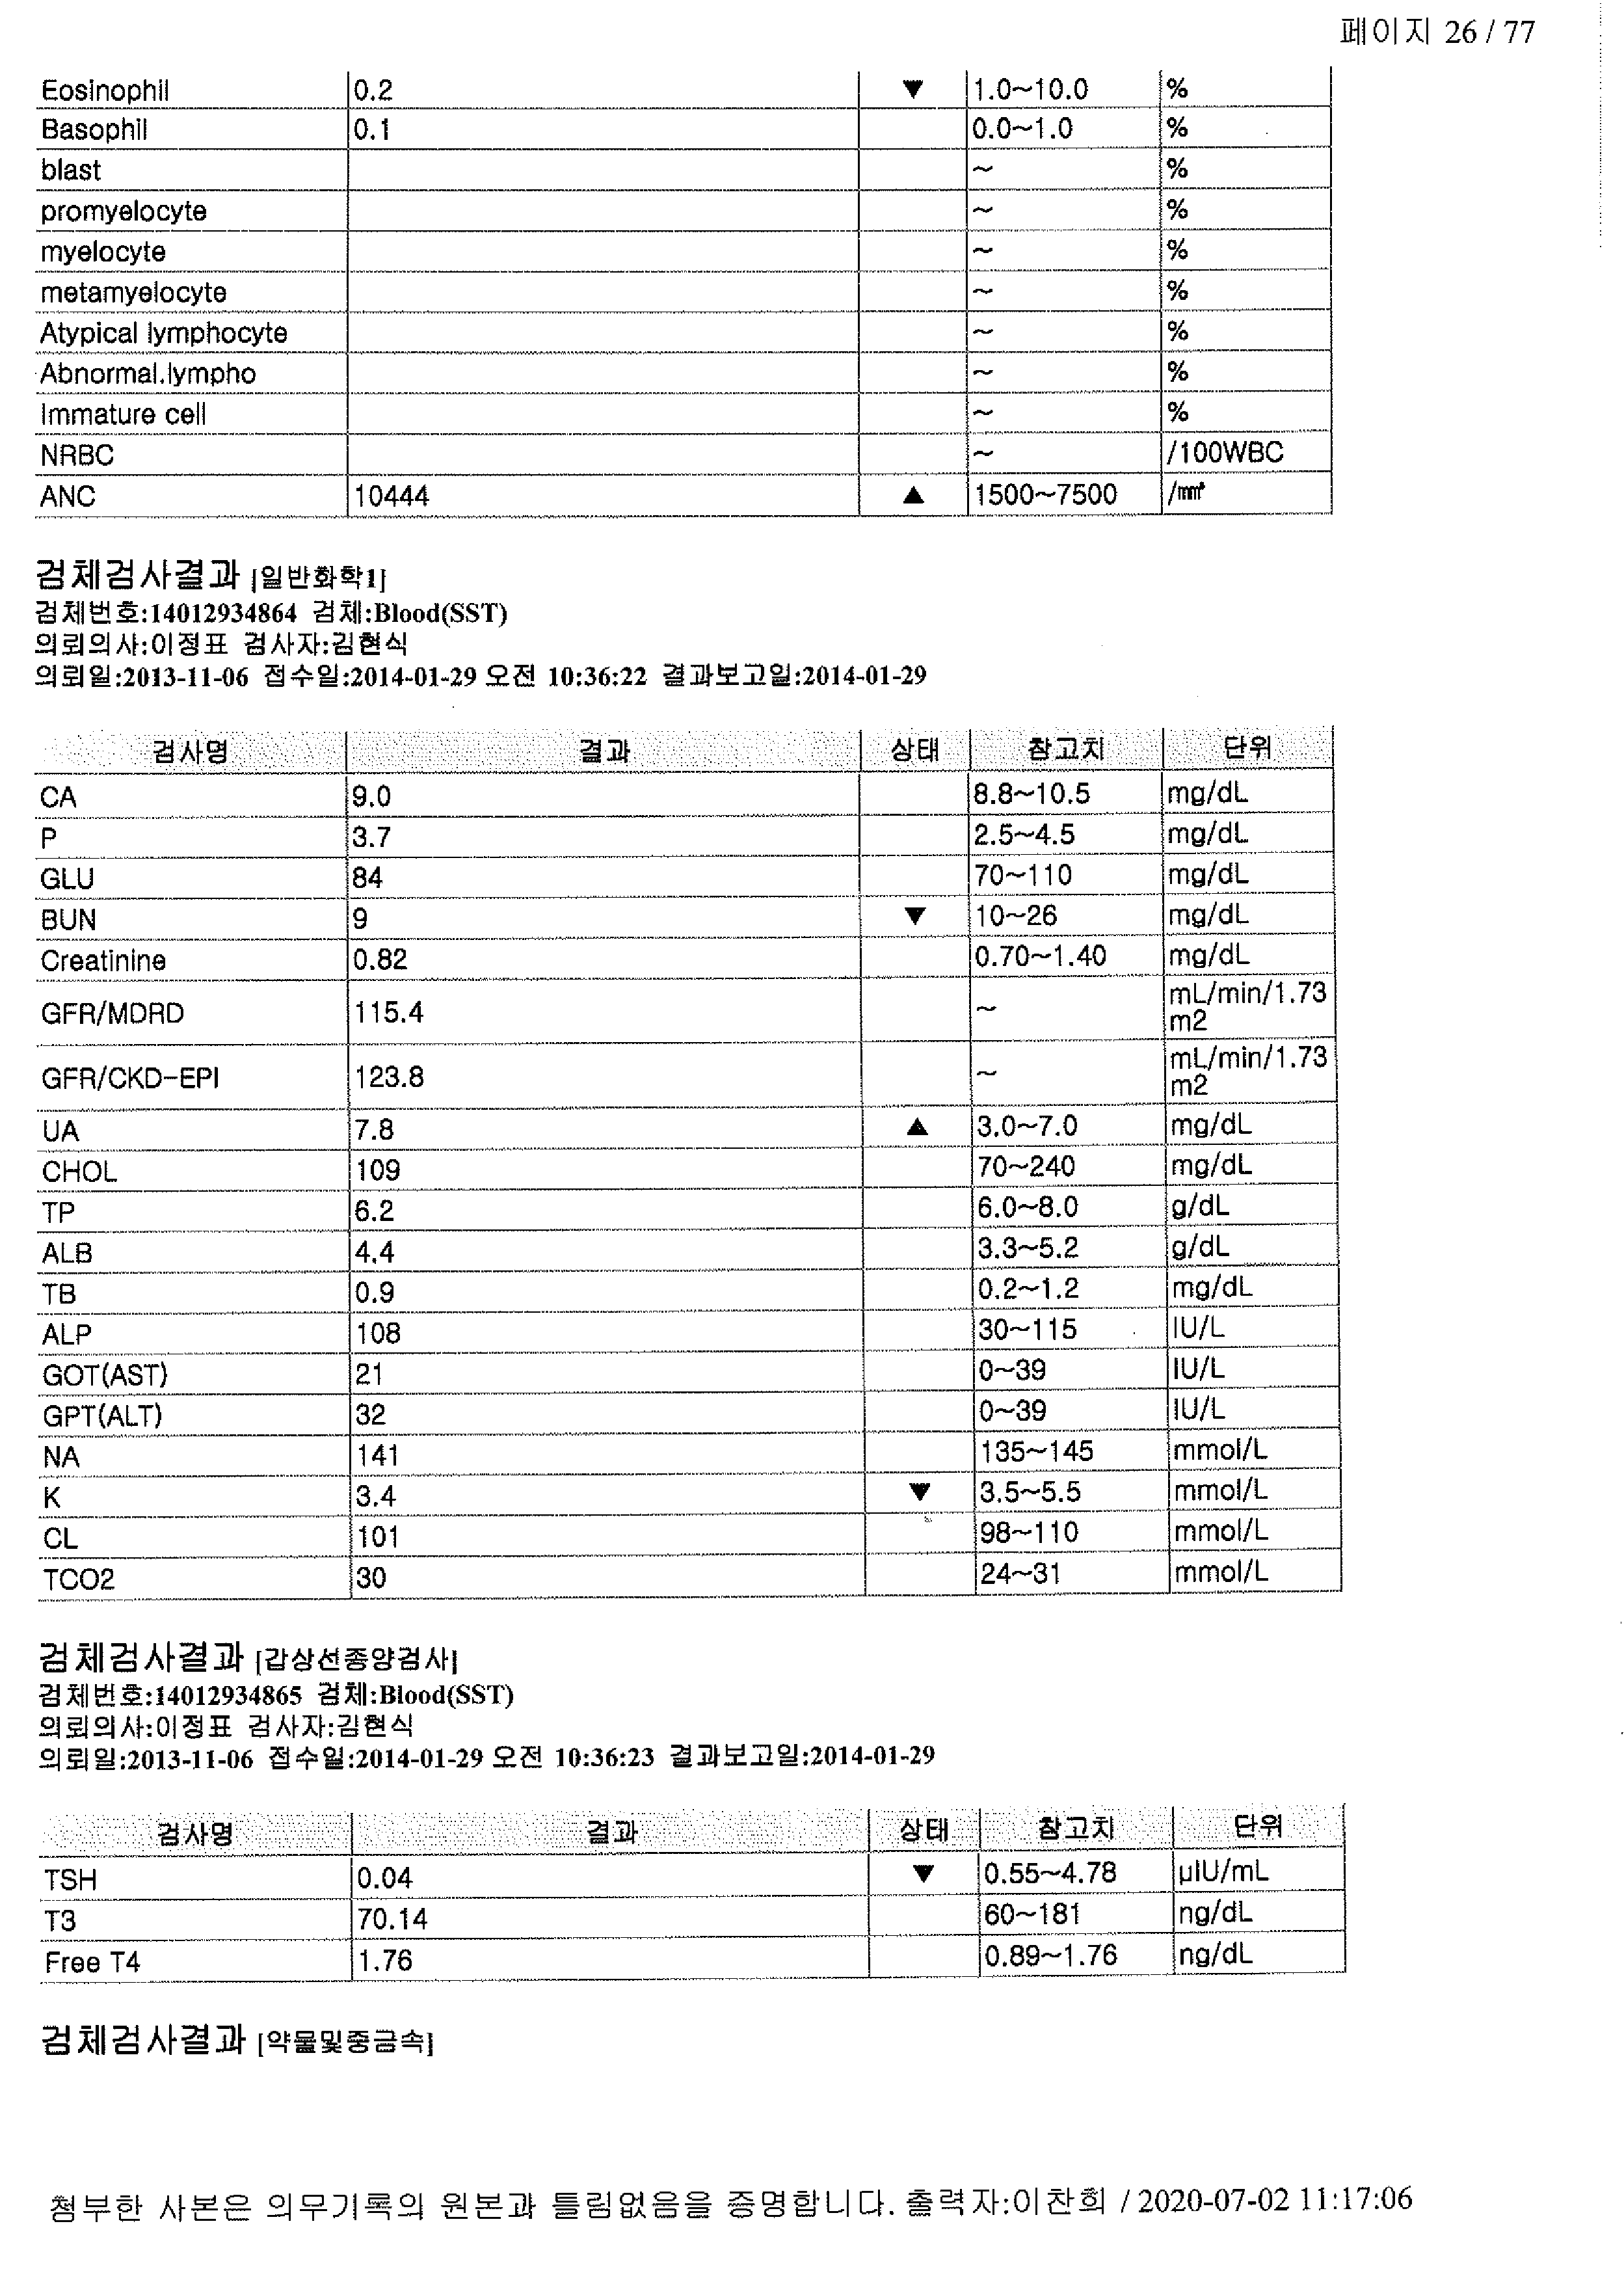 페이지 26 / 77
Eosinophil 0.2 ▼ 1.0~10.0 %
Basophil 0.1 0.0~1.0 %
blast ~ %
promyelocyte ~ %
myelocyte ~ %
metamyelocyte ~ %
Atypical lymphocyte ~ %
Abnormal.lympho ~ %
Immature cell ~ %
NRBC ~ /100WBC
ANC 10444 ▲ 1500~7500 /㎣
검체검사결과 [일반화학1]
검체번호:14012934864 검체:Blood(SST)
의뢰의사:이정표 검사자:김현식
의뢰일:2013-11-06 접수일:2014-01-29 오전 10:36:22 결과보고일:2014-01-29
검사명 결과 상태 참고치 단위
CA 9.0 8.8~10.5 mg/dL
P 3.7 2.5~4.5 mg/dL
GLU 84 70~110 mg/dL
BUN 9 ▼ 10~26 mg/dL
Creatinine 0.82 0.70~1.40 mg/dL
GFR/MDRD 115.4 ~ mL/min/1.73
m2
GFR/CKD-EPI 123.8 ~ mL/min/1.73
m2
UA 7.8 ▲ 3.0~7.0 mg/dL
CHOL 109 70~240 mg/dL
TP 6.2 6.0~8.0 g/dL
ALB 4.4 3.3~5.2 g/dL
TB 0.9 0.2~1.2 mg/dL
ALP 108 30~115 IU/L
GOT(AST) 21 0~39 IU/L
GPT(ALT) 32 0~39 IU/L
NA 141 135~145 mmol/L
K 3.4 ▼ 3.5~5.5 mmol/L
CL 101 98~110 mmol/L
TCO2 30 24~31 mmol/L
검체검사결과 [갑상선종양검사]
검체번호:14012934865 검체:Blood(SST)
의뢰의사:이정표 검사자:김현식
의뢰일:2013-11-06 접수일:2014-01-29 오전 10:36:23 결과보고일:2014-01-29
검사명 결과 상태 참고치 단위
TSH 0.04 ▼ 0.55~4.78 μIU/mL
T3 70.14 60~181 ng/dL
Free T4 1.76 0.89~1.76 ng/dL
검체검사결과 [약물및중금속]
첨부한 사본은 의무기록의 원본과 틀림없음을 증명합니다. 출력자:이찬희 / 2020-07-02 11:17:06